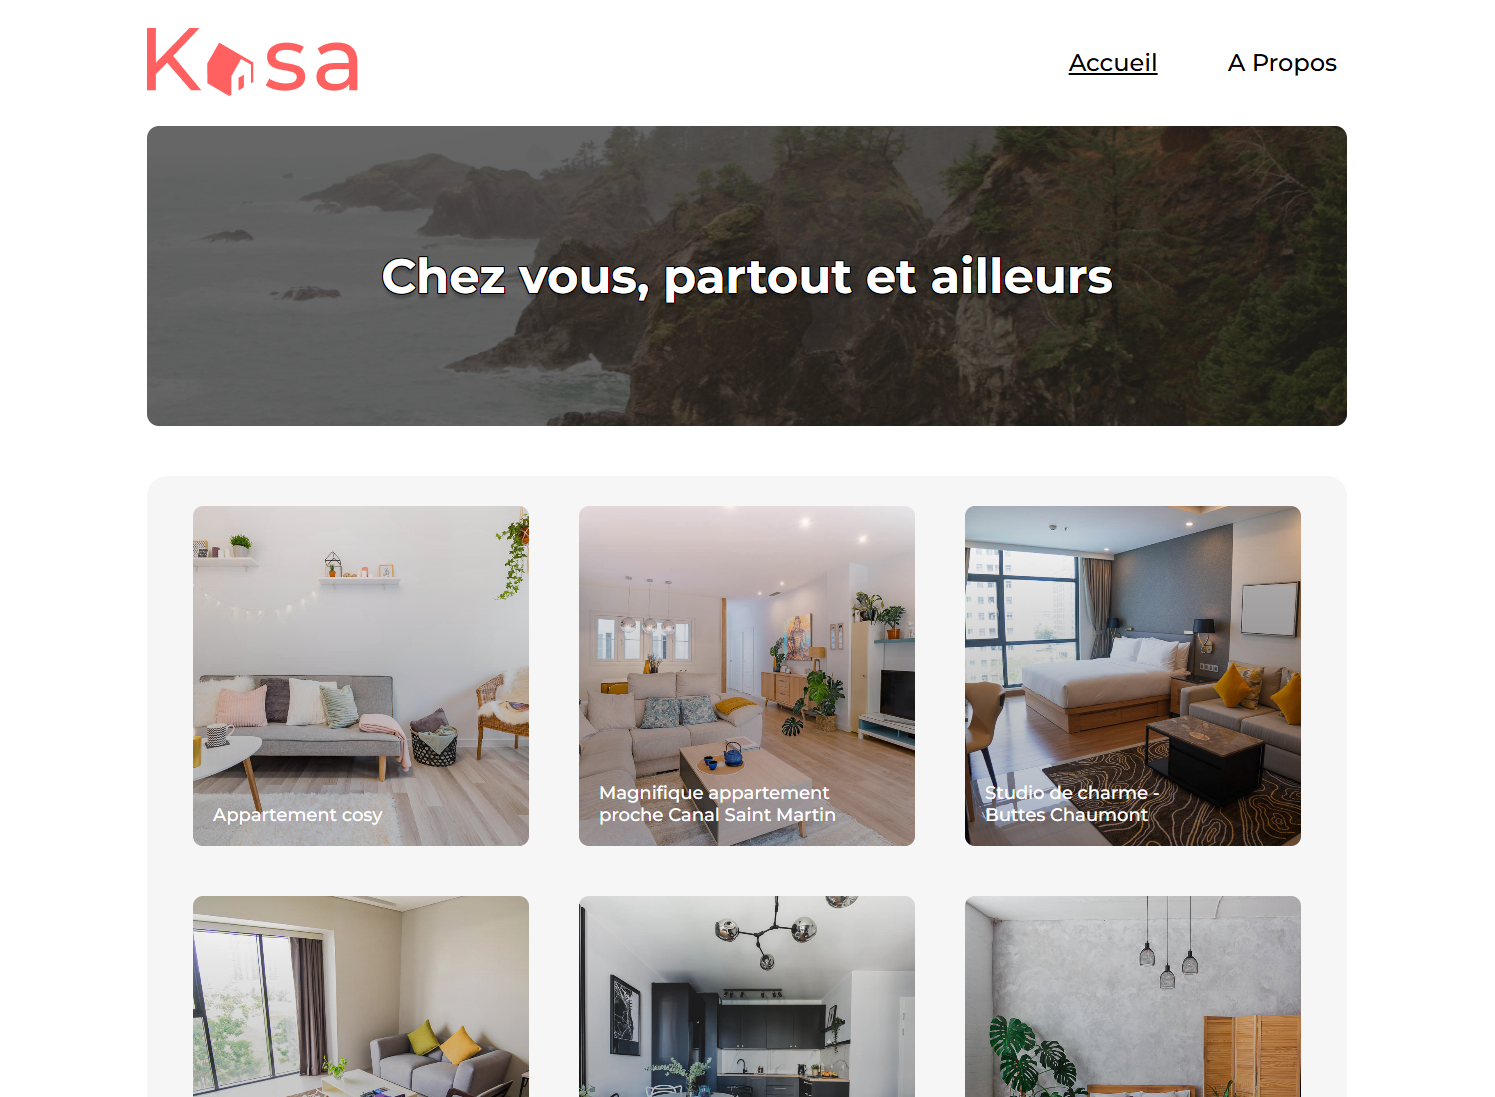 Kasa
Accueil
A Propos
Chez vous, partout et ailleurs
Appartement cosy
Magnifique appartement
proche Canal Saint Martin
Studio de charme -
Buttes Chaumont